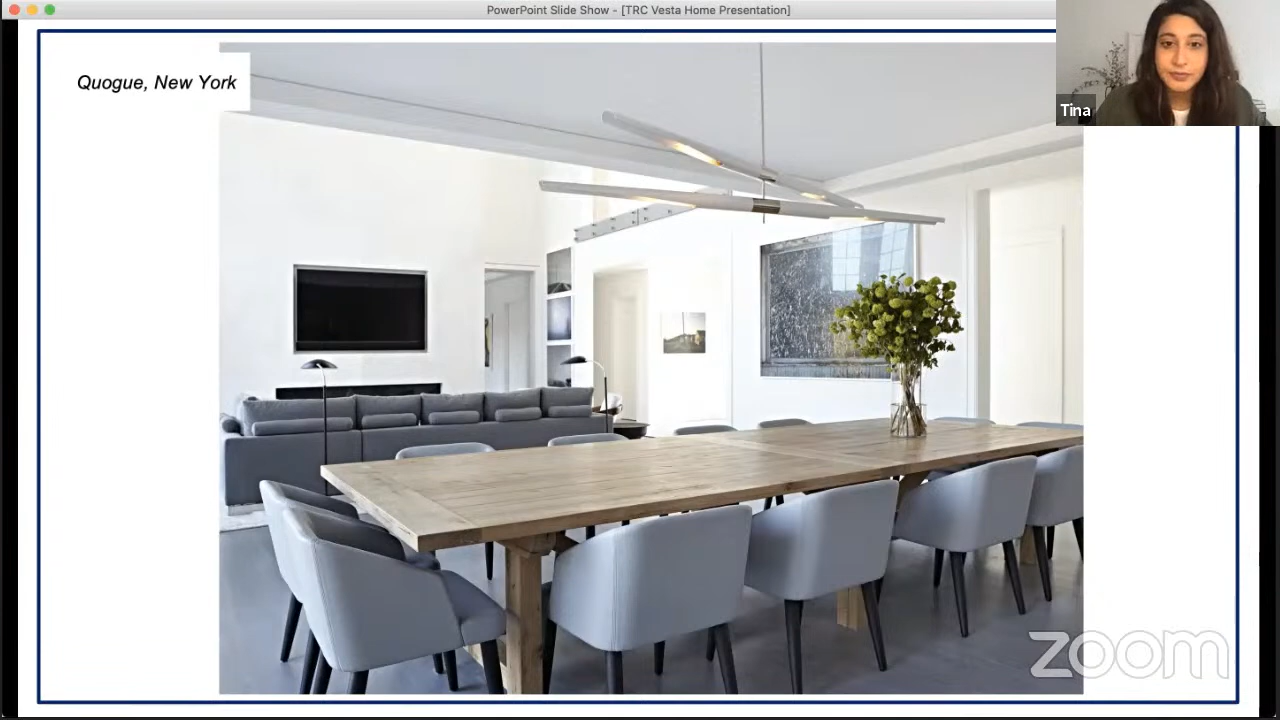 PowerPoint Slide Show - [TRC Vesta Home Presentation]
Quogue, New York
Tina
zoom